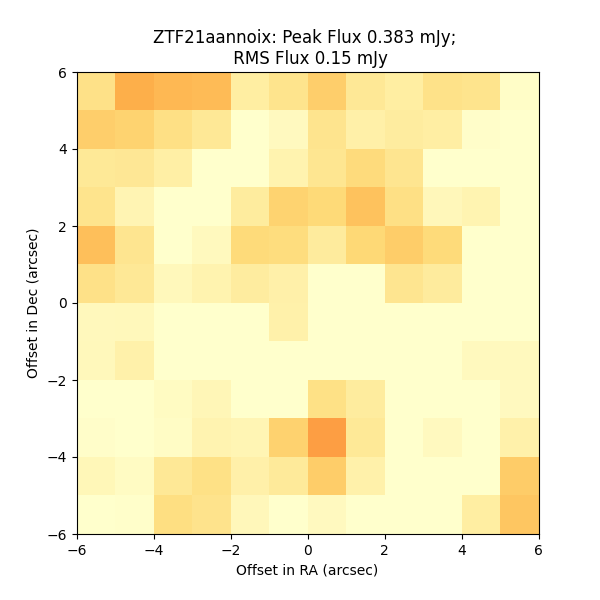 ZTF21aannoix: Peak Flux 0.383 mJy;
RMS Flux 0.15 mJy
6
4
2
0
−2
−4
−6
Offset in Dec (arcsec)
−6 −4 −2 0 2 4 6
Offset in RA (arcsec)